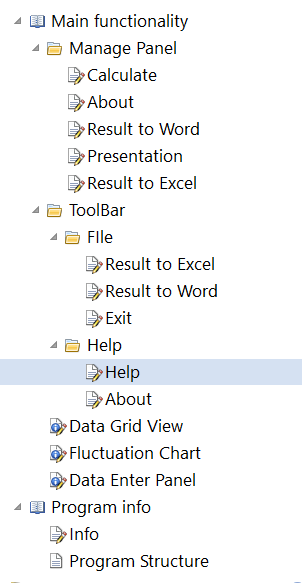 Main functionality
Manage Panel
Calculate
About
Result to Word
Presentation
Result to Excel
ToolBar
FIle
Result to Excel
Result to Word
Exit
Help
Help
About
Data Grid View
Fluctuation Chart
Data Enter Panel
Program info
Info
Program Structure